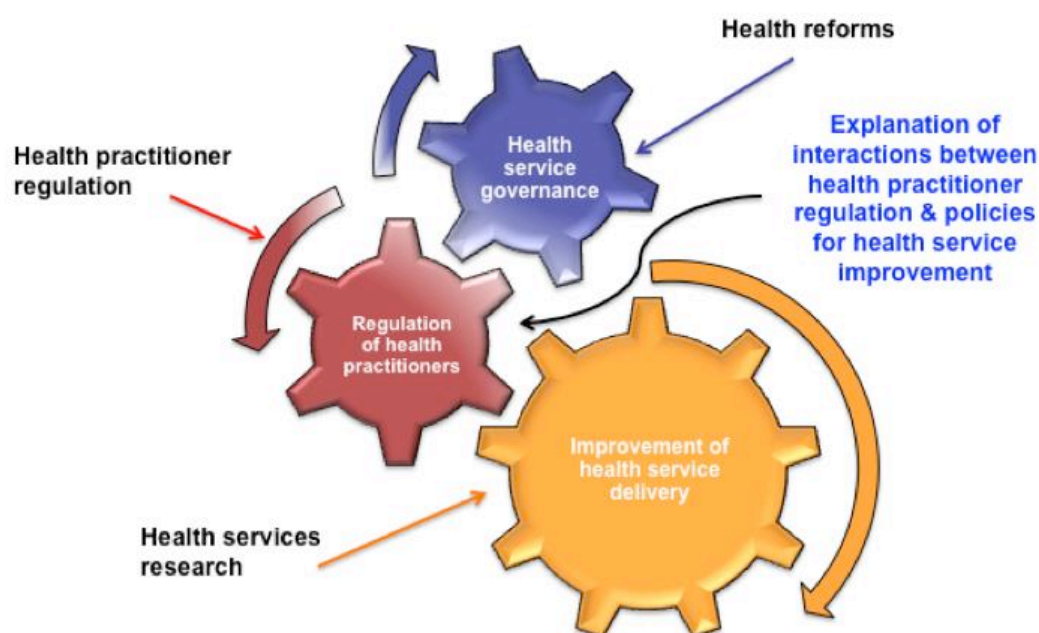 Health reforms
Health
service
governance
Explanation of
interactions between
health practitioner
regulation & policies
for health service
improvement
Health practitioner
regulation
Regulation
of health
practitioners
Improvement of
health service
delivery
Health services
research